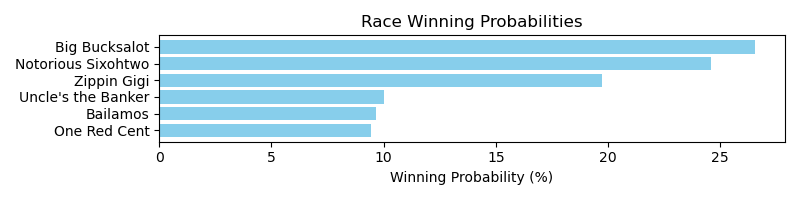 Race Winning Probabilities
Big Bucksalot
Notorious Sixohtwo
Zippin Gigi
Uncle's the Banker
Bailamos
One Red Cent
0 5 10 15 20 25
Winning Probability (%)